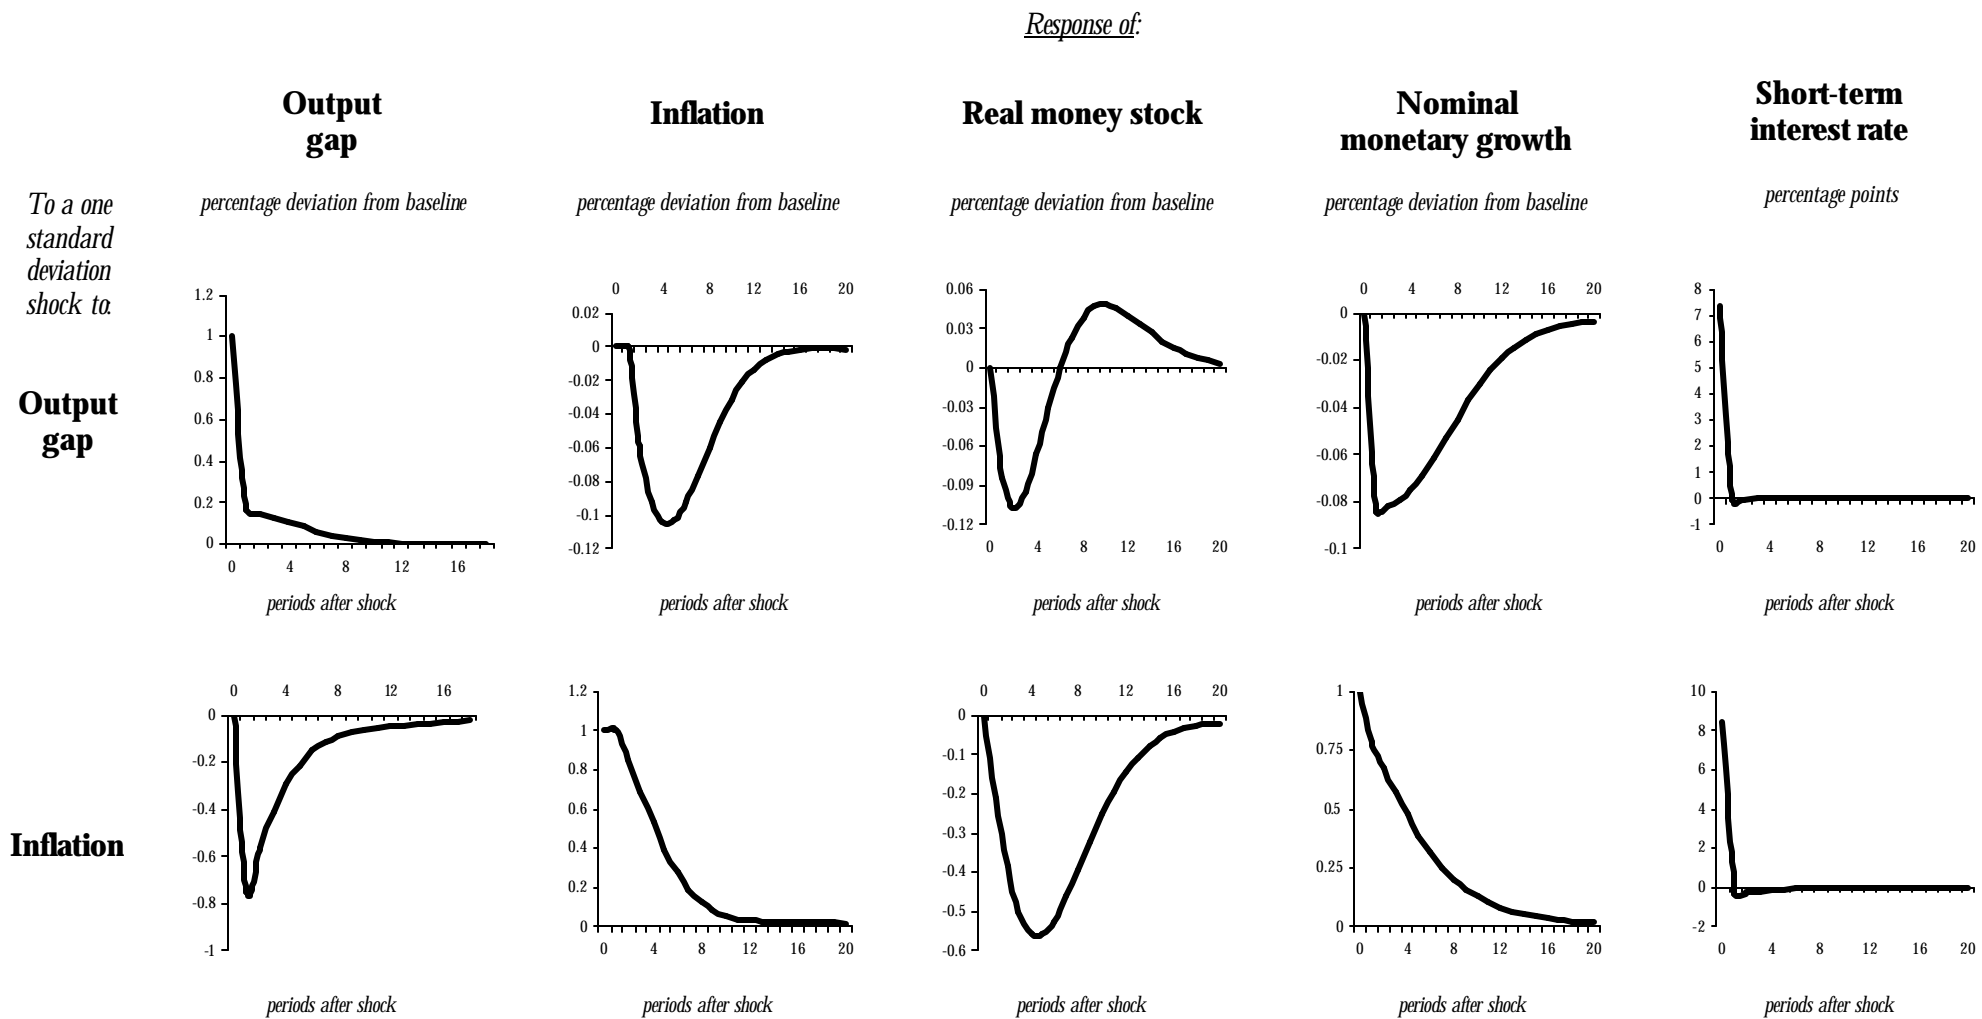 Response of:
Output
gap
Inflation
Real money stock
Nominal
monetary growth
Short-term
interest rate
To a one
standard
deviation
shock to:
percentage deviation from baseline
percentage deviation from baseline
percentage deviation from baseline
percentage deviation from baseline
percentage points
Output
gap
1.2
1
0.8
0.6
0.4
0.2
0
0 4 8 12 16
periods after shock
0 4 8 12 16 20
0.02
0
-0.02
-0.04
-0.06
-0.08
-0.1
-0.12
periods after shock
0.06
0.03
0
-0.03
-0.06
-0.09
-0.12
0 4 8 12 16 20
periods after shock
0 4 8 12 16 20
0
-0.02
-0.04
-0.06
-0.08
-0.1
periods after shock
8
7
6
5
4
3
2
1
0
-1
0 4 8 12 16 20
periods after shock
Inflation
0 4 8 12 16
0
-0.2
-0.4
-0.6
-0.8
-1
periods after shock
1.2
1
0.8
0.6
0.4
0.2
0
0 4 8 12 16 20
periods after shock
0 4 8 12 16 20
0
-0.1
-0.2
-0.3
-0.4
-0.5
-0.6
periods after shock
1
0.75
0.5
0.25
0
0 4 8 12 16 20
periods after shock
10
8
6
4
2
0
-2
0 4 8 12 16 20
periods after shock